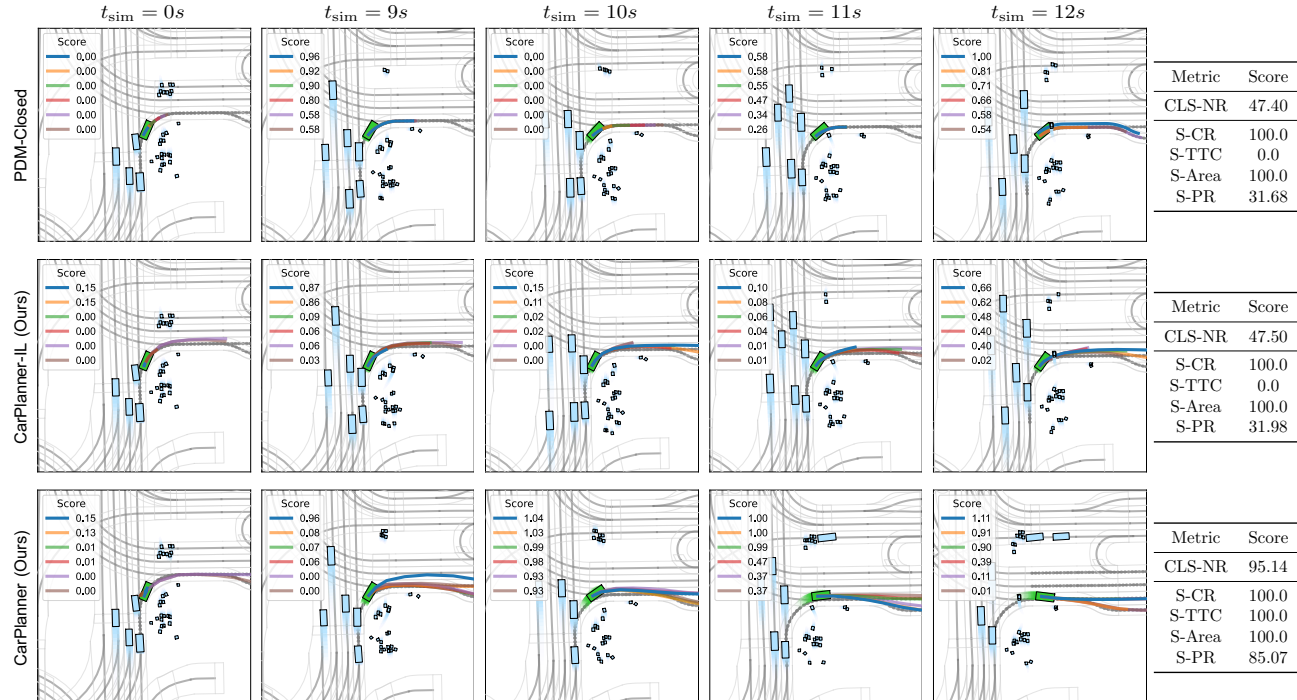 t_sim = 0s t_sim = 9s t_sim = 10s t_sim = 11s t_sim = 12s
PDM-Closed
Score
0.00
0.00
0.00
0.00
0.00
0.00
Score
0.96
0.92
0.90
0.80
0.58
0.58
Score
0.00
0.00
0.00
0.00
0.00
0.00
Score
0.58
0.58
0.55
0.47
0.34
0.26
Score
1.00
0.81
0.71
0.66
0.58
0.54
Metric Score
CLS-NR 47.40
S-CR 100.0
S-TTC 0.0
S-Area 100.0
S-PR 31.68
CarPlanner-IL (Ours)
Score
0.15
0.15
0.00
0.00
0.00
0.00
Score
0.87
0.86
0.09
0.06
0.06
0.03
Score
0.15
0.11
0.02
0.02
0.00
0.00
Score
0.10
0.08
0.06
0.04
0.01
0.01
Score
0.66
0.62
0.48
0.40
0.40
0.02
Metric Score
CLS-NR 47.50
S-CR 100.0
S-TTC 0.0
S-Area 100.0
S-PR 31.98
CarPlanner (Ours)
Score
0.15
0.13
0.01
0.01
0.00
0.00
Score
0.96
0.08
0.07
0.06
0.00
0.00
Score
1.04
1.03
0.99
0.98
0.93
0.93
Score
1.00
1.00
0.99
0.47
0.37
0.37
Score
1.11
0.91
0.90
0.39
0.11
0.01
Metric Score
CLS-NR 95.14
S-CR 100.0
S-TTC 100.0
S-Area 100.0
S-PR 85.07